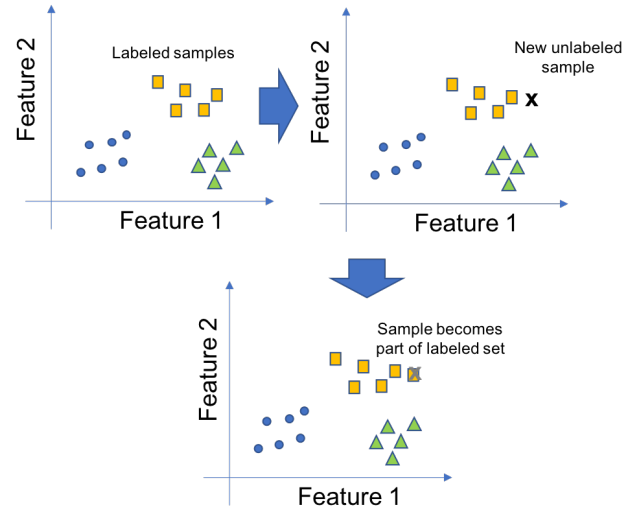 Labeled samples
Feature 2
Feature 1
New unlabeled
sample
x
Feature 2
Feature 1
Sample becomes
part of labeled set
x
Feature 2
Feature 1